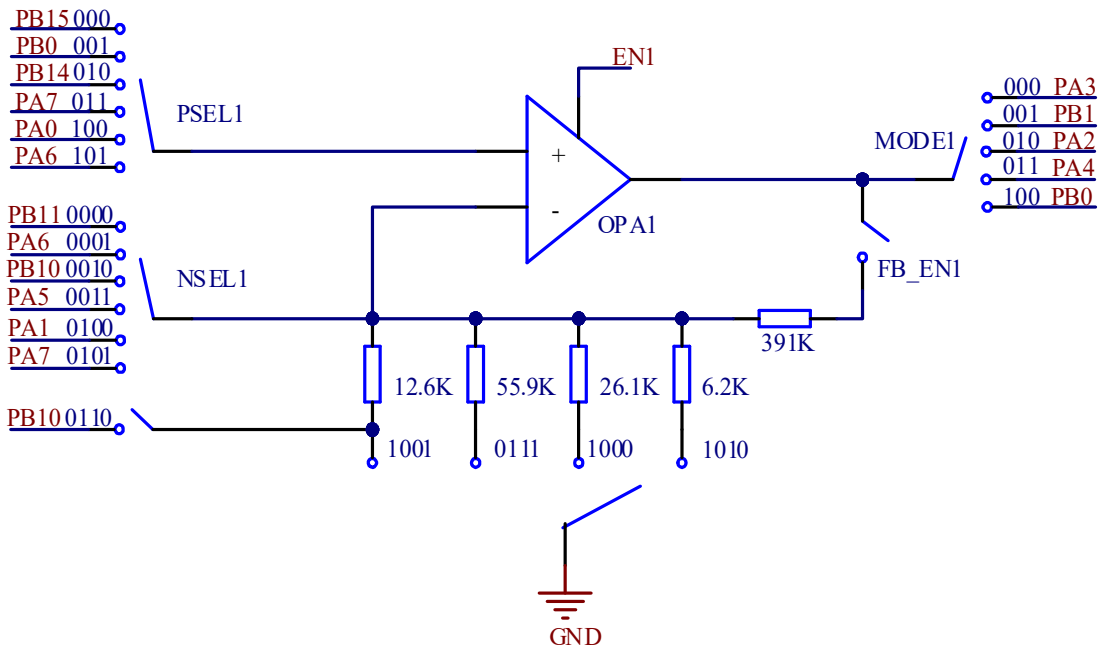 PB15 000
PB0 001
PB14 010
PA7 011
PA0 100
PA6 101
PSEL1
EN1
+
-
OPA1
MODE1
000 PA3
001 PB1
010 PA2
011 PA4
100 PB0
PB11 0000
PA6 0001
PB10 0010
PA5 0011
PA1 0100
PA7 0101
NSEL1
FB_EN1
391K
12.6K
55.9K
26.1K
6.2K
PB10 0110
1001
0111
1000
1010
GND